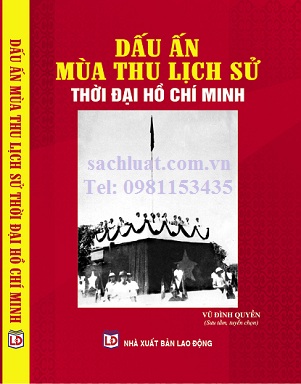 DẤU ẤN MÙA THU LỊCH SỬ THỜI ĐẠI HỒ CHÍ MINH
LĐ
DẤU ẤN
MÙA THU LỊCH SỬ
THỜI ĐẠI HỒ CHÍ MINH
sachluat.com.vn
Tel: 0981153435
VŨ ĐÌNH QUYỀN
(Sưu tầm, tuyển chọn)
LĐ
NHÀ XUẤT BẢN LAO ĐỘNG